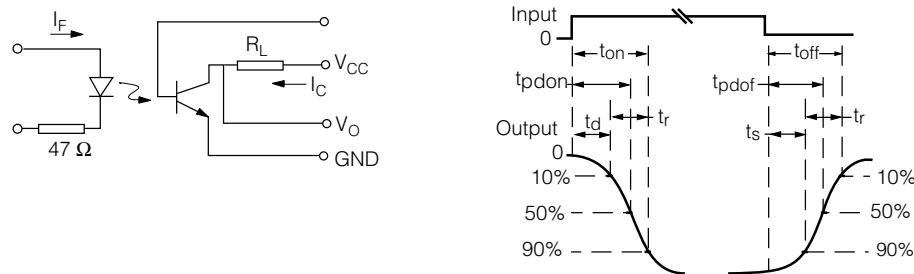 I_F
R_L
V_CC
I_C
V_O
47 Ω
GND
Input
0
t_on
t_off
t_pdon
t_pdof
t_d
t_r
t_s
t_r
Output
0
10%
10%
50%
50%
90%
90%